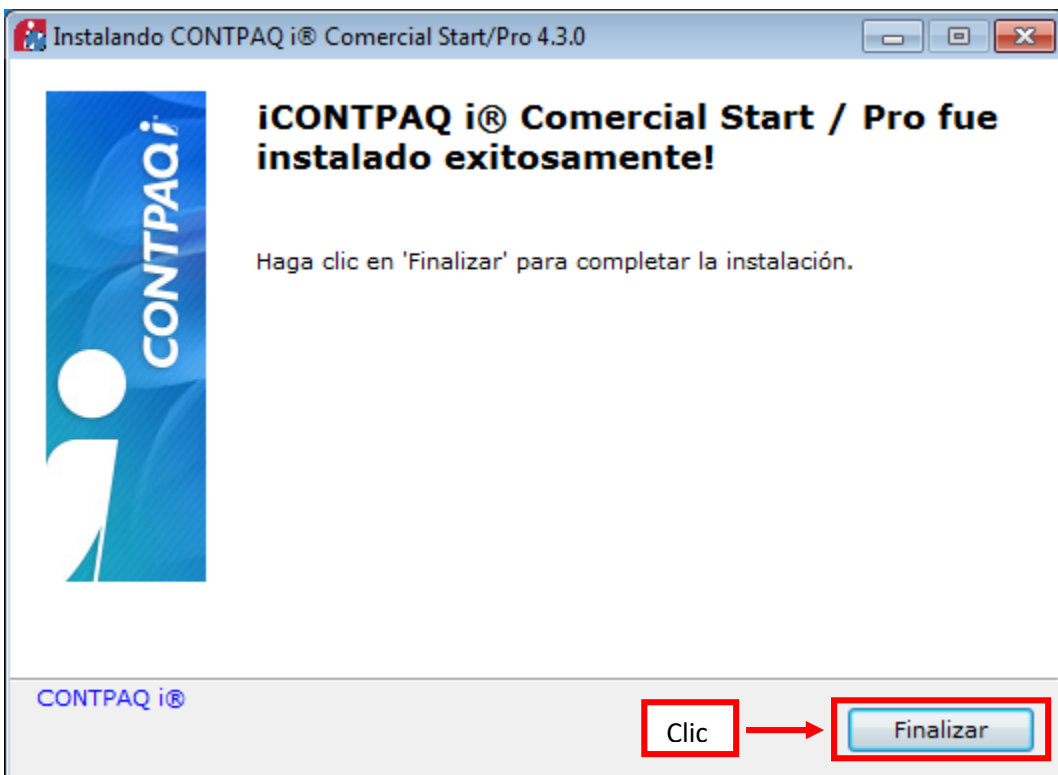 Instalando CONTPAQ i® Comercial Start/Pro 4.3.0
CONTPAQ i
iCONTPAQ i® Comercial Start / Pro fue
instalado exitosamente!
Haga clic en 'Finalizar' para completar la instalación.
CONTPAQ i®
Clic
Finalizar